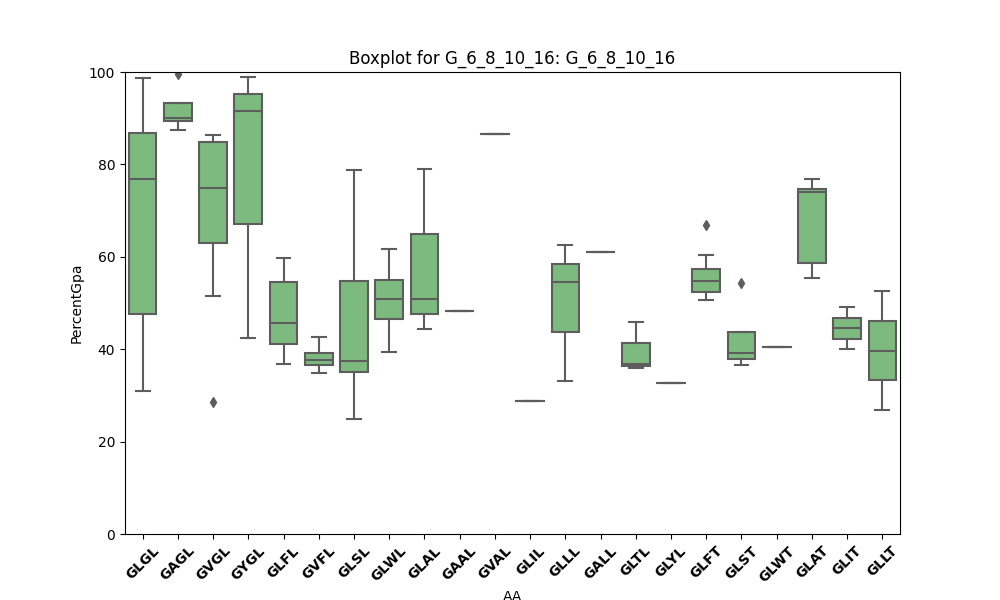 Boxplot for G_6_8_10_16: G_6_8_10_16
100
80
60
40
20
0
PercentGpa
GLGL GAGL GVGL GYGL GLFL GVFL GLSL GLWL GLAL GAAL GVAL GLIL GLLL GALL GLTL GLYL GLFT GLST GLWT GLAT GLIT GLLT
AA